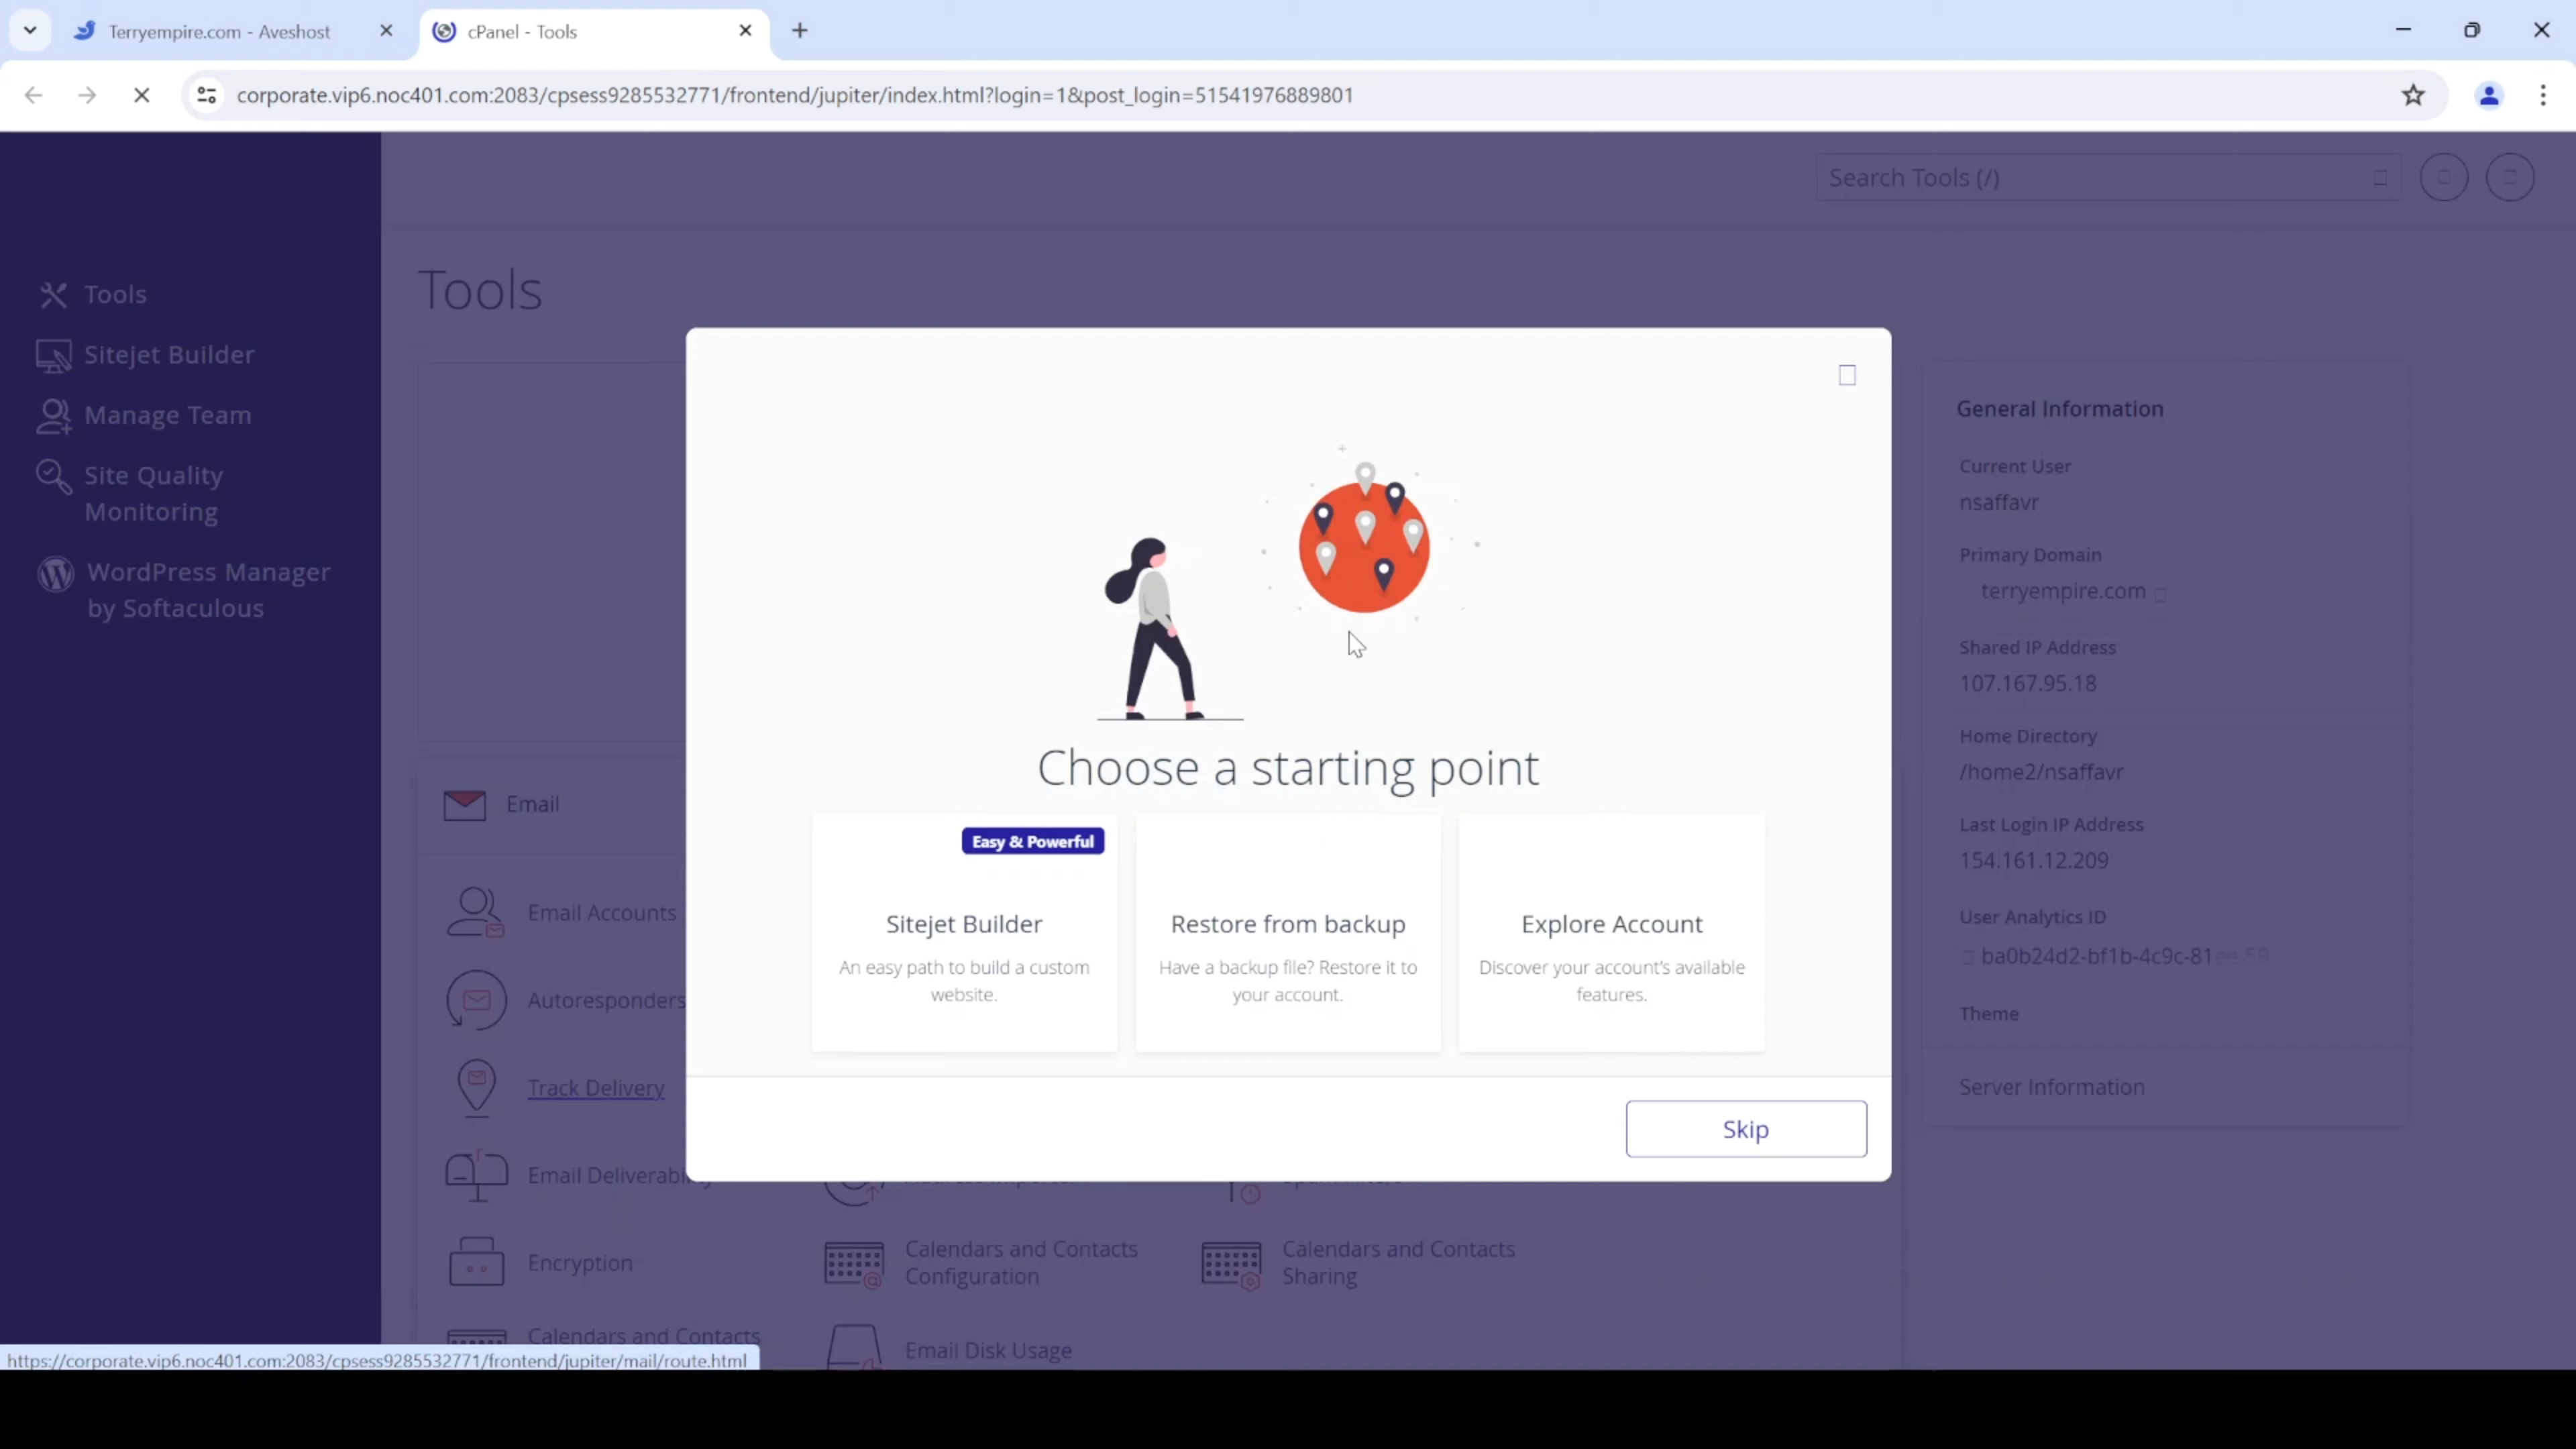 Terryempire.com - Aveshost
cPanel - Tools
corporate.vip6.noc401.com:2083/cpsess9285532771/frontend/jupiter/index.html?login=1&post_login=51541976889801
Search Tools (/)
Tools
Sitejet Builder
Manage Team
Site Quality
Monitoring
WordPress Manager
by Softaculous
Tools
Email
Email Accounts
Autoresponders
Track Delivery
Email Deliverability
Encryption
Calendars and Contacts
Configuration
Calendars and Contacts
Sharing
Calendars and Contacts
Email Disk Usage
Choose a starting point
Easy & Powerful
Sitejet Builder
An easy path to build a custom
website.
Restore from backup
Have a backup file? Restore it to
your account.
Explore Account
Discover your account's available
features.
Skip
General Information
Current User
nsaffavr
Primary Domain
terryempire.com
Shared IP Address
107.167.95.18
Home Directory
/home2/nsaffavr
Last Login IP Address
154.161.12.209
User Analytics ID
ba0b24d2-bf1b-4c9c-81
Theme
Server Information
https://corporate.vip6.noc401.com:2083/cpsess9285532771/frontend/jupiter/mail/route.html